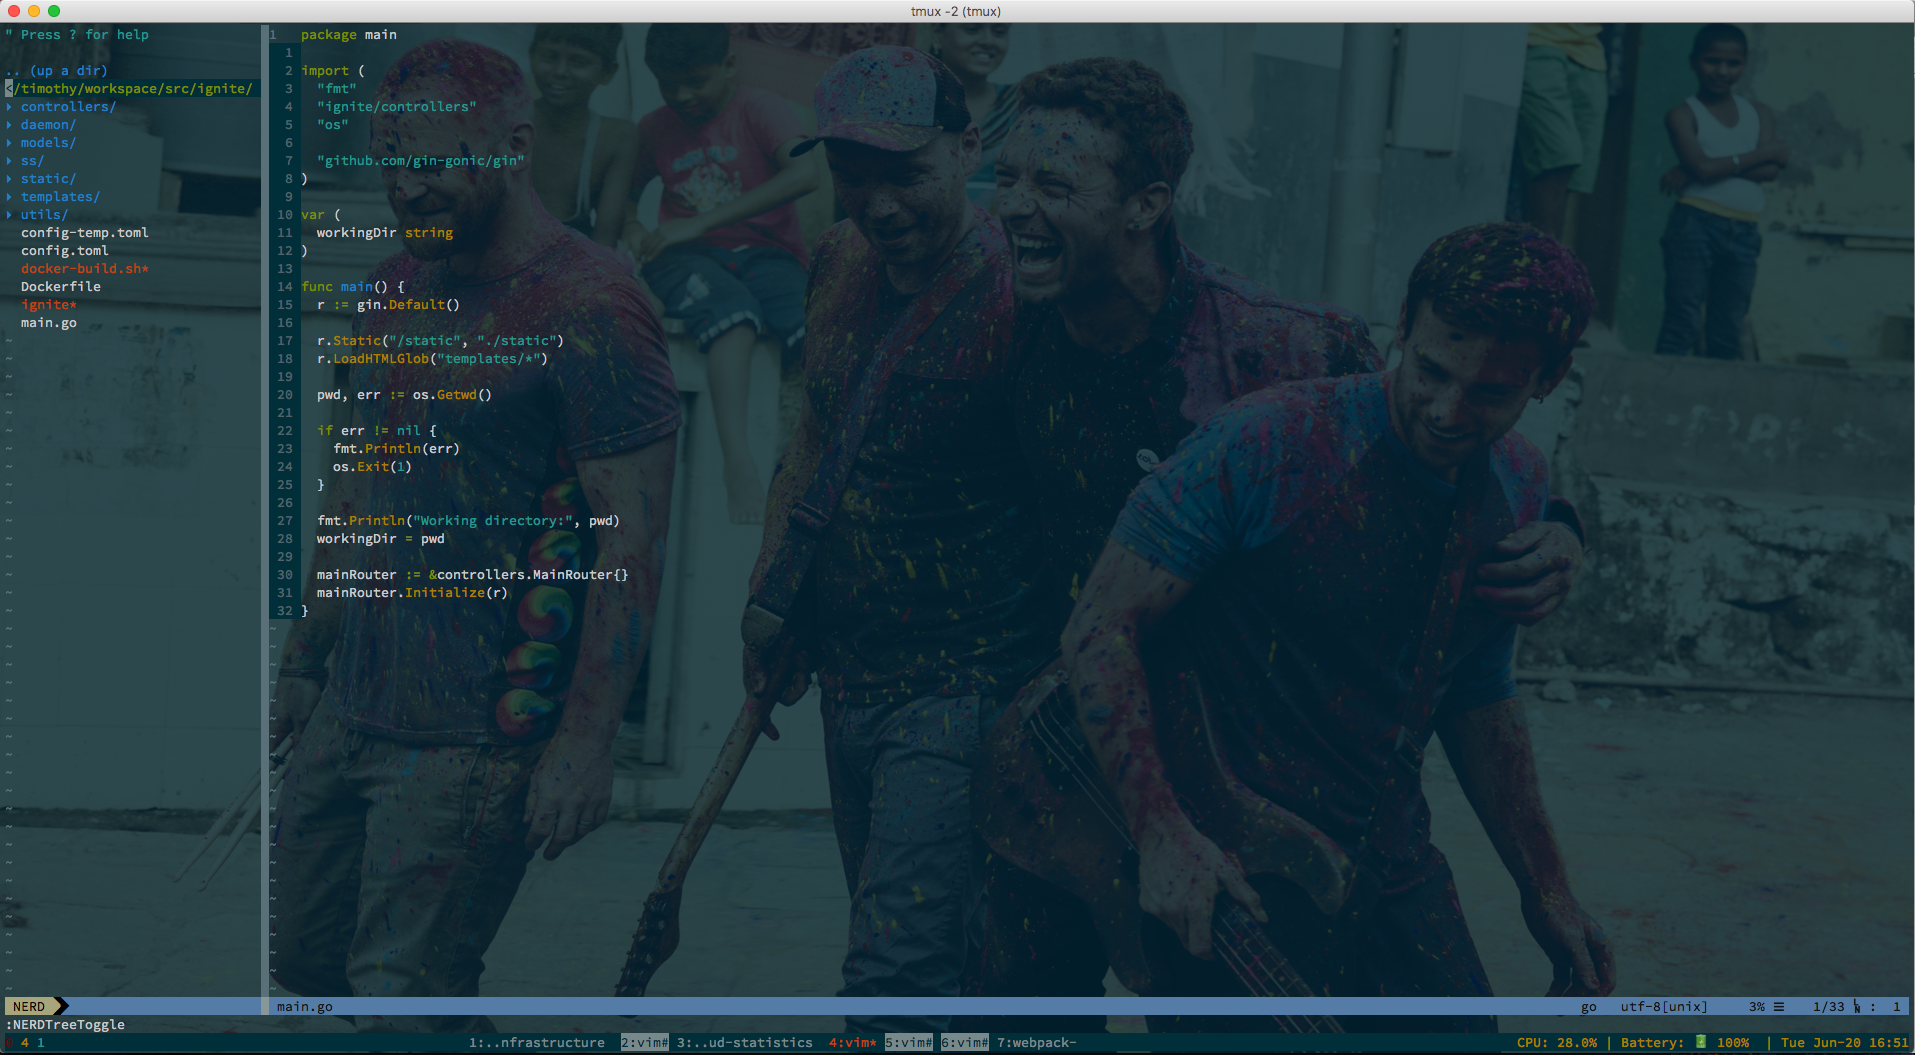 tmux -2 (tmux)
" Press ? for help
.. (up a dir)
</timothy/workspace/src/ignite/
▸ controllers/
▸ daemon/
▸ models/
▸ ss/
▸ static/
▸ templates/
▸ utils/
config-temp.toml
config.toml
docker-build.sh*
Dockerfile
ignite*
main.go
1 package main
1
2 import (
3 "fmt"
4 "ignite/controllers"
5 "os"
6
7 "github.com/gin-gonic/gin"
8 )
9
10 var (
11 workingDir string
12 )
13
14 func main() {
15 r := gin.Default()
16
17 r.Static("/static", "./static")
18 r.LoadHTMLGlob("templates/*")
19
20 pwd, err := os.Getwd()
21
22 if err != nil {
23 fmt.Println(err)
24 os.Exit(1)
25 }
26
27 fmt.Println("Working directory:", pwd)
28 workingDir = pwd
29
30 mainRouter := &controllers.MainRouter{}
31 mainRouter.Initialize(r)
32 }
NERD main.go go utf-8[unix] 3% ☰ 1/33 : 1
:NERDTreeToggle
4 1 1:..nfrastructure 2:vim# 3:..ud-statistics 4:vim* 5:vim# 6:vim# 7:webpack- CPU: 28.0% | Battery: 100% | Tue Jun-20 16:51